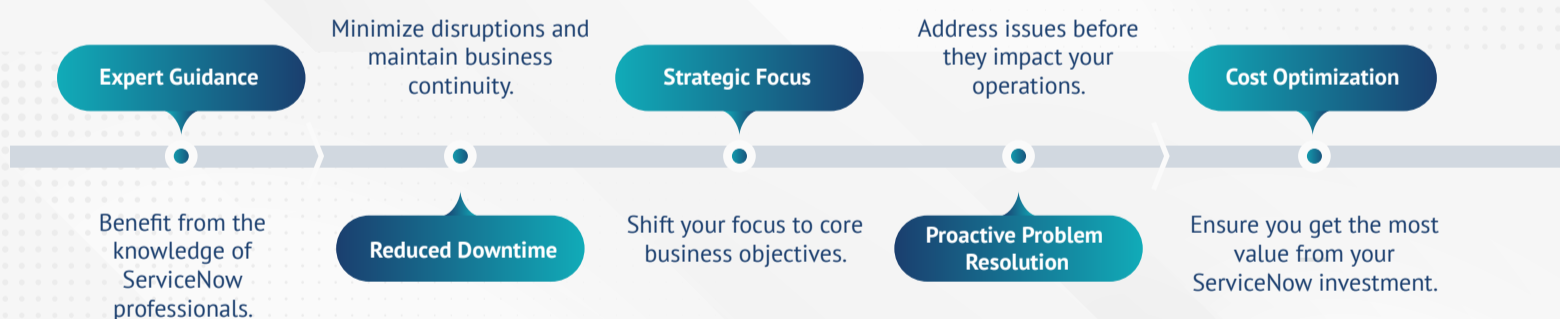 Expert Guidance
Benefit from the
knowledge of
ServiceNow
professionals.
Minimize disruptions and
maintain business
continuity.
Reduced Downtime
Strategic Focus
Shift your focus to core
business objectives.
Address issues before
they impact your
operations.
Proactive Problem
Resolution
Cost Optimization
Ensure you get the most
value from your
ServiceNow investment.